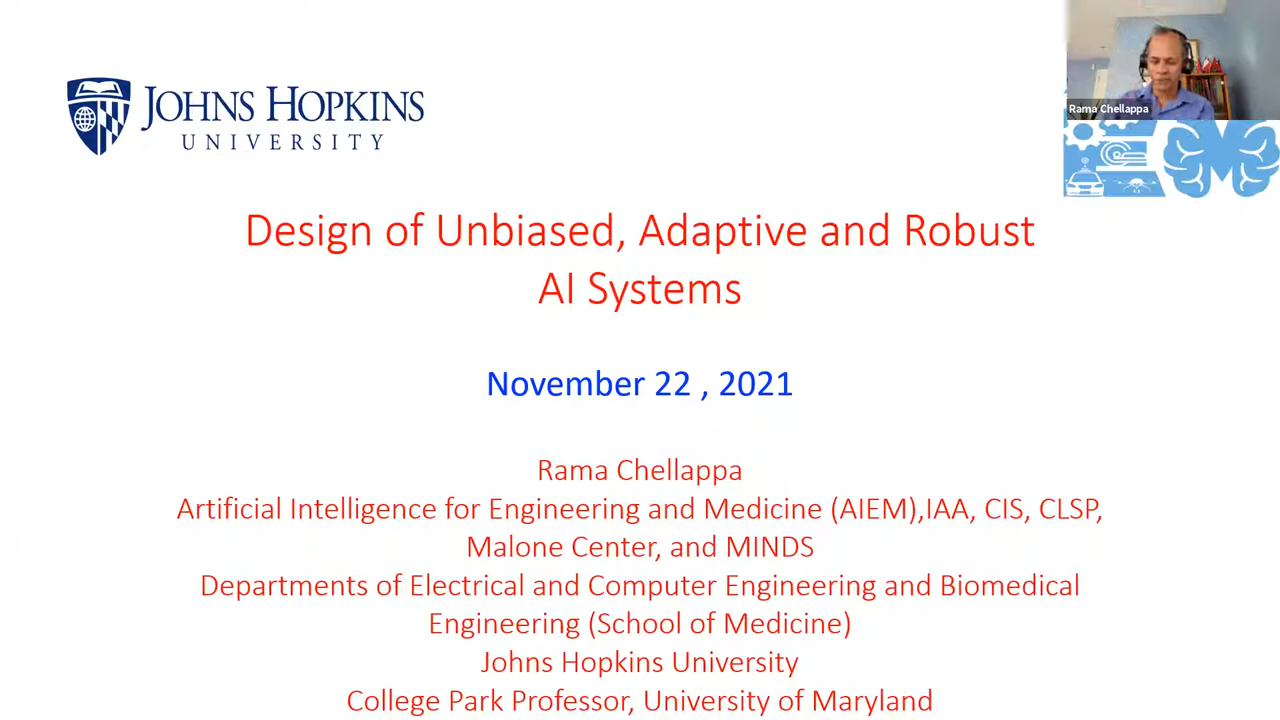 JOHNS HOPKINS
UNIVERSITY
Rama Chellappa
Design of Unbiased, Adaptive and Robust
AI Systems
November 22 , 2021
Rama Chellappa
Artificial Intelligence for Engineering and Medicine (AIEM),IAA, CIS, CLSP,
Malone Center, and MINDS
Departments of Electrical and Computer Engineering and Biomedical
Engineering (School of Medicine)
Johns Hopkins University
College Park Professor, University of Maryland